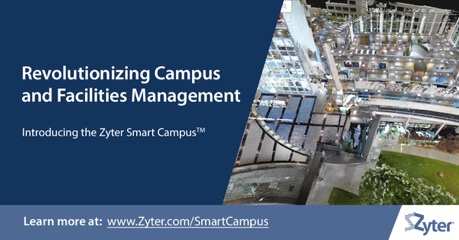 Revolutionizing Campus
and Facilities Management
Introducing the Zyter Smart Campus™
Learn more at: www.Zyter.com/SmartCampus
Zyter